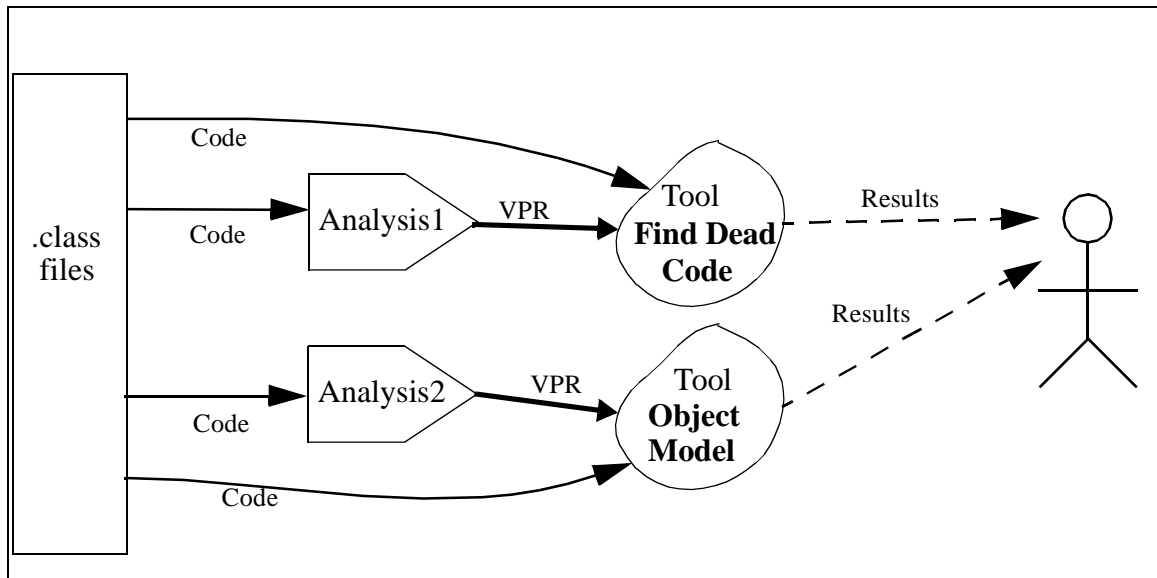 .class
files
Code
Code
Analysis1
VPR
Tool
Find Dead
Code
Results
Code
Analysis2
VPR
Tool
Object
Model
Results
Code